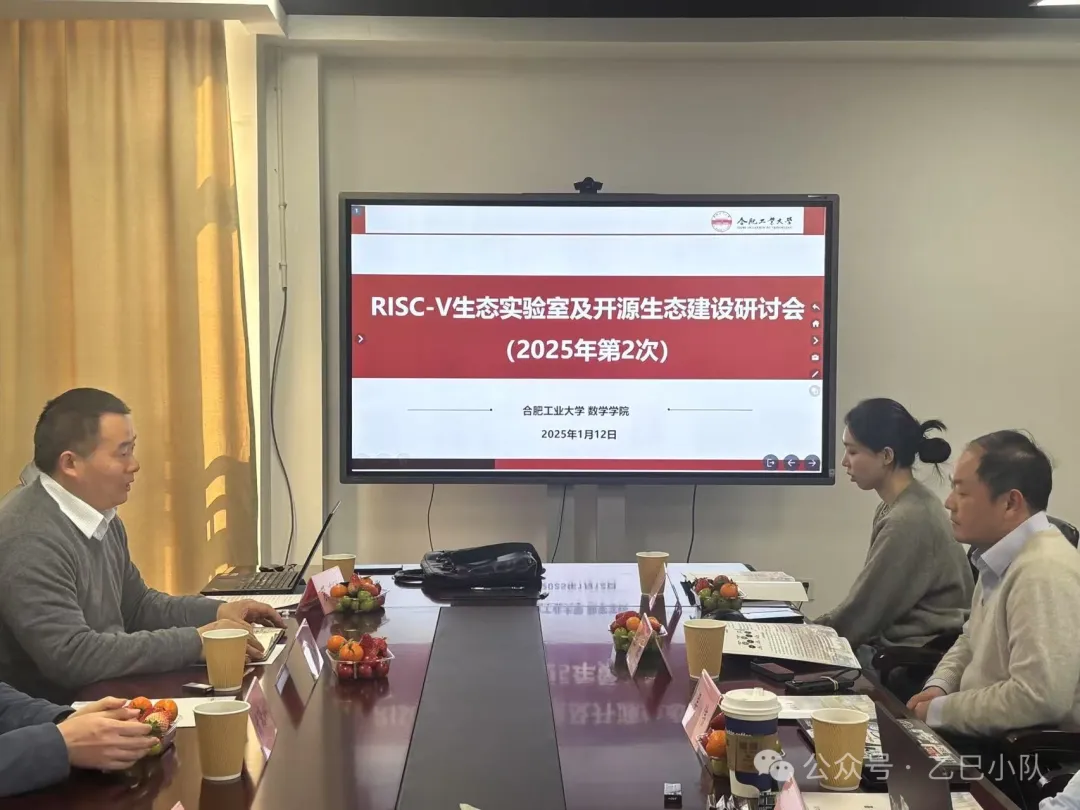 合肥工业大学
RISC-V生态实验室及开源生态建设研讨会
（2025年第2次）
合肥工业大学 数学学院
2025年1月12日
公众号 · 乙巳小队